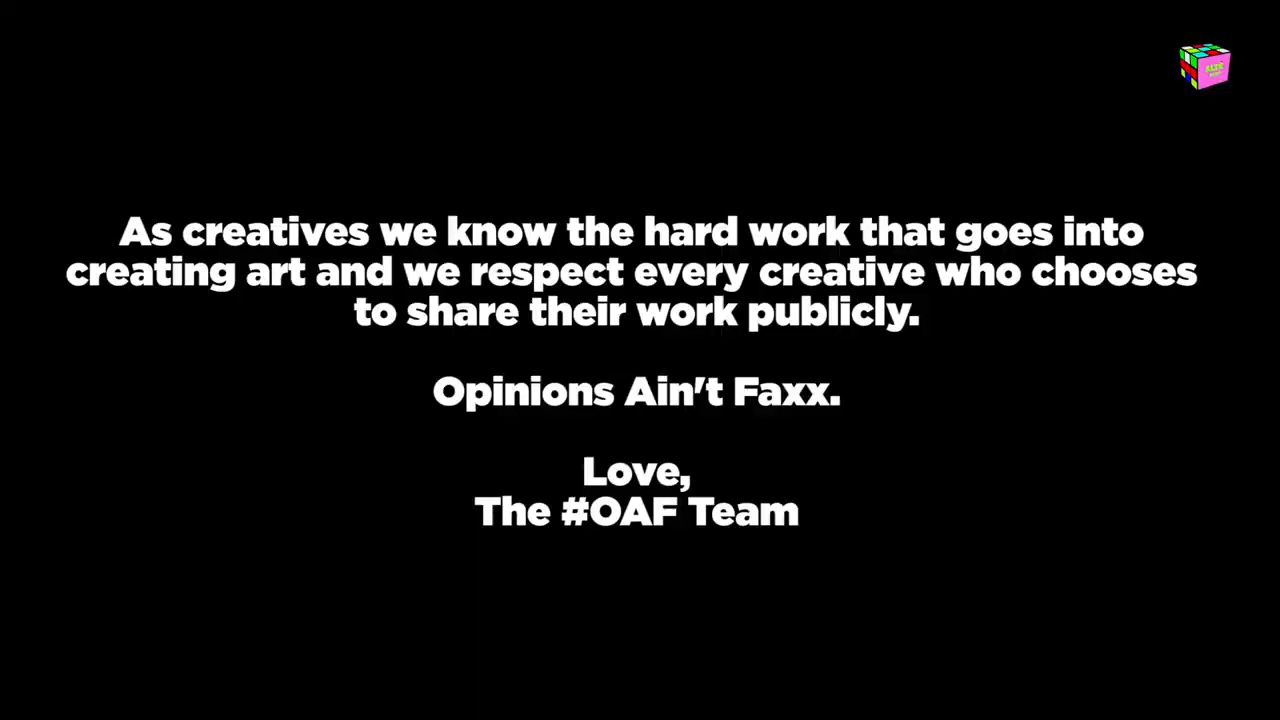 As creatives we know the hard work that goes into
creating art and we respect every creative who chooses
to share their work publicly.
Opinions Ain't Faxx.
Love,
The #OAF Team